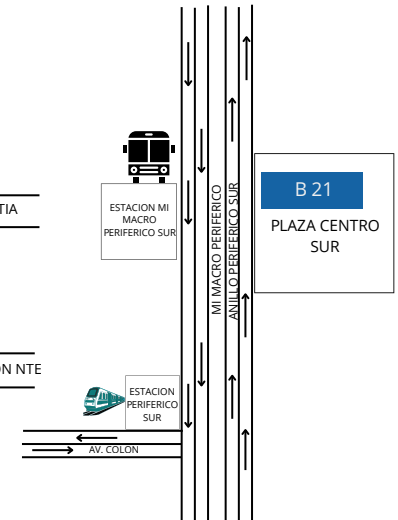 B 21
PLAZA CENTRO
SUR
ESTACION MI
MACRO
PERIFERICO SUR
TIA
MI MACRO PERIFERICO
ANILLO PERIFERICO SUR
ON NTE
ESTACION
PERIFERICO
SUR
AV. COLON